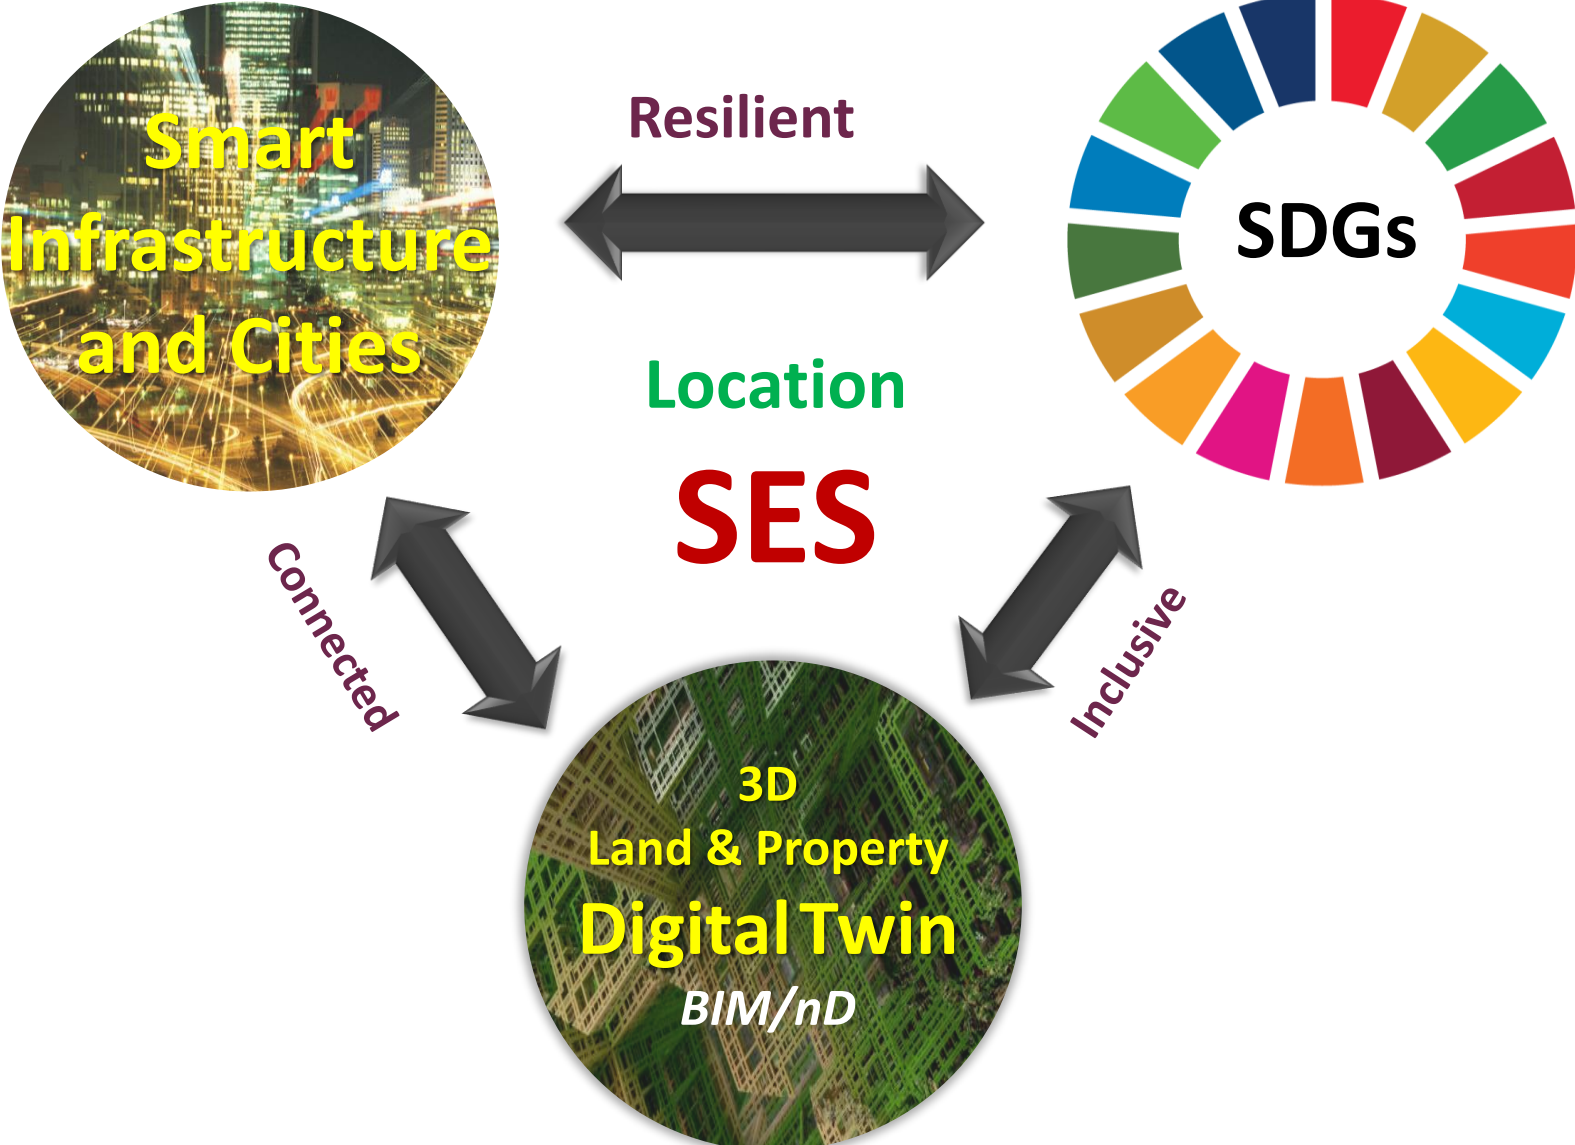 Smart
Infrastructure
and Cities
Resilient
SDGs
Location
SES
Connected
Inclusive
3D
Land & Property
Digital Twin
BIM/nD